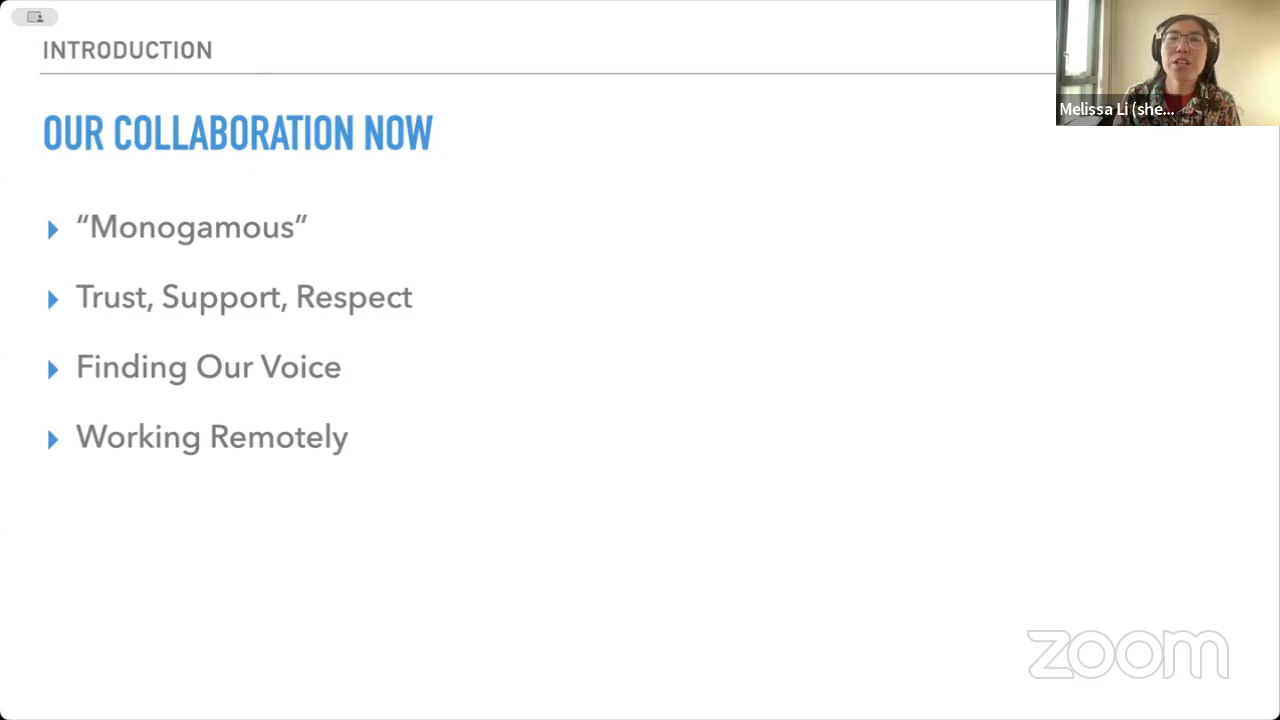 INTRODUCTION
Melissa Li (she...
OUR COLLABORATION NOW
“Monogamous”
Trust, Support, Respect
Finding Our Voice
Working Remotely
zoom